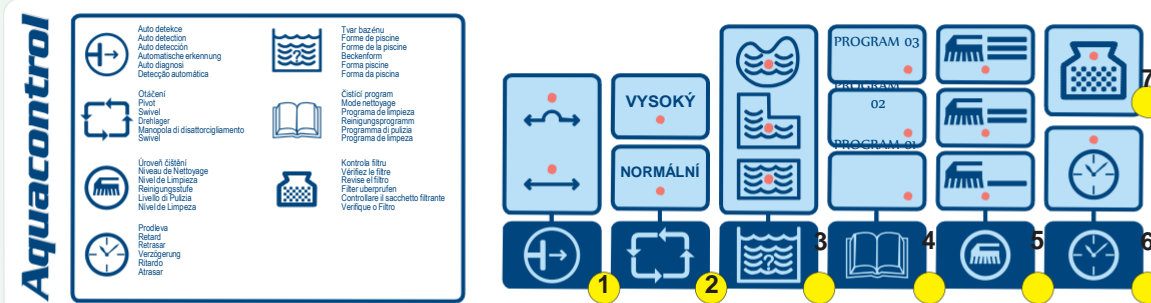 Aquacontrol
Auto detekce
Auto detection
Auto detección
Automatische erkennung
Auto diagnosi
Detecção automática
Otáčení
Pivot
Swivel
Drehlager
Manopola di disattorcigliamento
Swivel
Úroveň čištění
Niveau de Nettoyage
Nivel de Limpieza
Reinigungsstufe
Livello di Pulizia
Nível de Limpeza
Prodleva
Retard
Retrasar
Verzögerung
Ritardo
Atrasar
Tvar bazénu
Forme de piscine
Forme de la piscine
Beckenform
Forma piscine
Forma da piscina
Čistící program
Mode nettoyage
Programa de limpieza
Reinigungsprogramm
Programma di pulizia
Programa de limpeza
Kontrola filtru
Vérifiez le filtre
Revise el filtro
Filter uberprufen
Controllare il sacchetto filtrante
Verifique o Filtro
VYSOKÝ
NORMÁLNÍ
?
PROGRAM 03
PROGRAM
02
PROGRAM 01
1
2
3
4
5
6
7